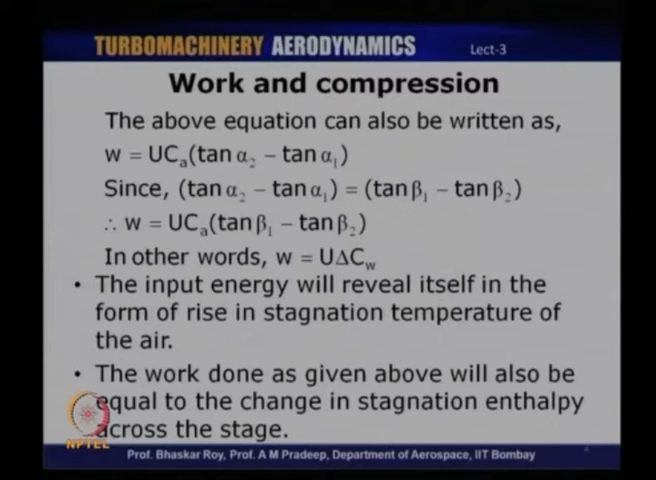 TURBOMACHINERY AERODYNAMICS Lect-3
Work and compression
The above equation can also be written as,
w = UCₐ(tan α₂ − tan α₁)
Since, (tan α₂ − tan α₁) = (tan β₁ − tan β₂)
∴ w = UCₐ(tan β₁ − tan β₂)
In other words, w = UΔC_w
• The input energy will reveal itself in the
form of rise in stagnation temperature of
the air.
• The work done as given above will also be
equal to the change in stagnation enthalpy
across the stage.
NPTEL
Prof. Bhaskar Roy, Prof. A M Pradeep, Department of Aerospace, IIT Bombay